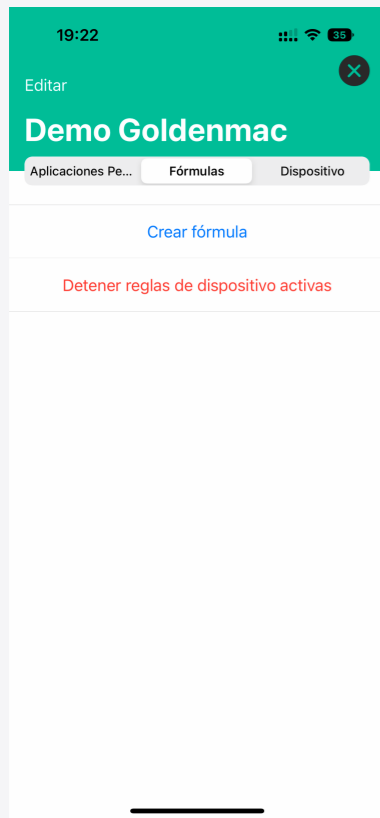 19:22
35
Editar
Demo Goldenmac
Aplicaciones Pe...
Fórmulas
Dispositivo
Crear fórmula
Detener reglas de dispositivo activas